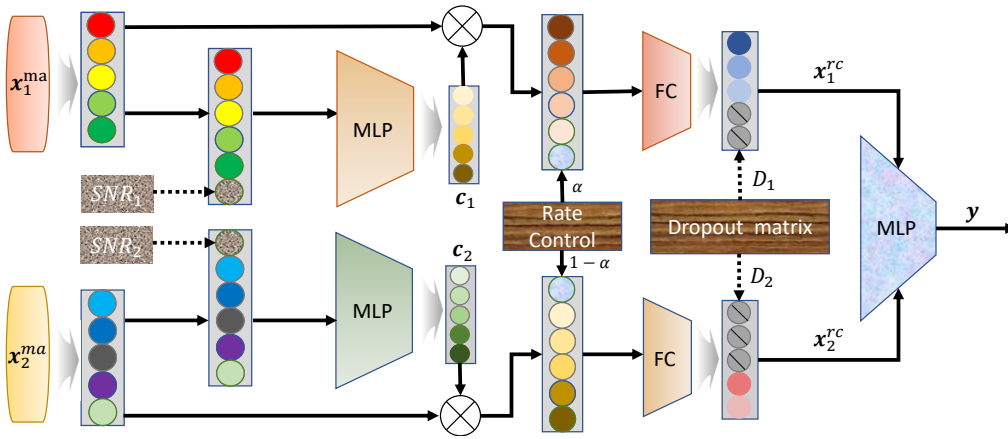 x₁ᵐᵃ
SNR₁
MLP
c₁
α
Rate
Control
1 − α
FC
D₁
Dropout matrix
D₂
x₁ʳᶜ
MLP
y
x₂ᵐᵃ
SNR₂
MLP
c₂
FC
x₂ʳᶜ